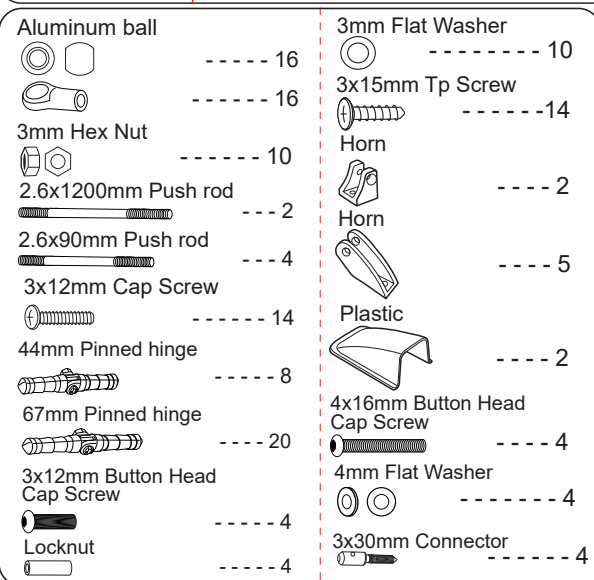 Aluminum ball
- - - - - 16
- - - - - 16
3mm Hex Nut
- - - - - - 10
2.6x1200mm Push rod
- - - 2
2.6x90mm Push rod
- - - 4
3x12mm Cap Screw
- - - - - - 14
44mm Pinned hinge
- - - - - 8
67mm Pinned hinge
- - - - 20
3x12mm Button Head
Cap Screw
- - - - - 4
Locknut
- - - - - 4
3mm Flat Washer
- - - - - - - - 10
3x15mm Tp Screw
- - - - - -14
Horn
- - - - 2
Horn
- - - - 5
Plastic
- - - - 2
4x16mm Button Head
Cap Screw
- - - - 4
4mm Flat Washer
- - - - - - - 4
3x30mm Connector
- - - - - - 4